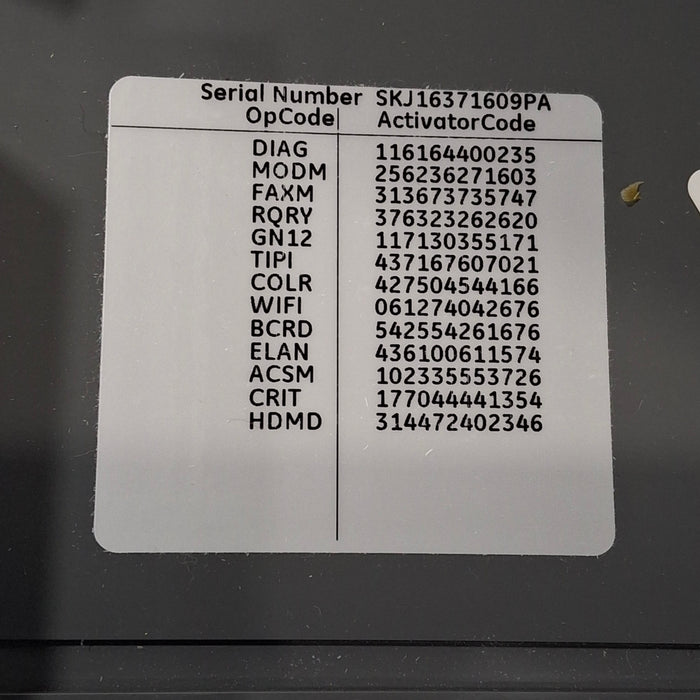 Serial Number SKJ16371609PA
OpCode ActivatorCode
DIAG 116164400235
MODM 256236271603
FAXM 313673735747
RQRY 376323262620
GN12 117130355171
TIPI 437167607021
COLR 427504544166
WIFI 061274042676
BCRD 542554261676
ELAN 436100611574
ACSM 102335553726
CRIT 177044441354
HDMD 314472402346